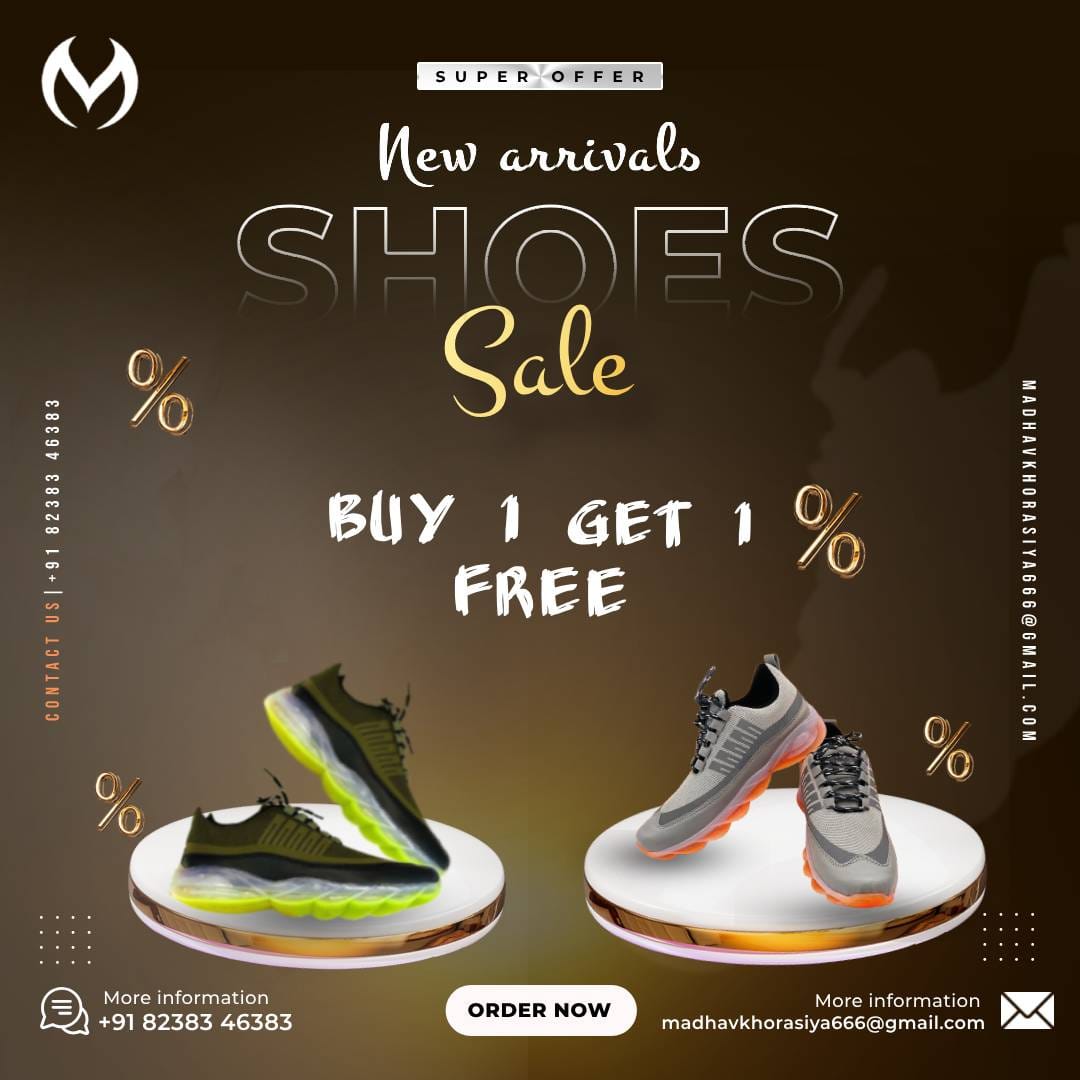 SUPER OFFER
New arrivals
SHOES
Sale
CONTACT US|+91 82383 46383
MADHAVKHORASIYA666@GMAIL.COM
BUY 1 GET 1
FREE
More information
+91 82383 46383
ORDER NOW
More information
madhavkhorasiya666@gmail.com